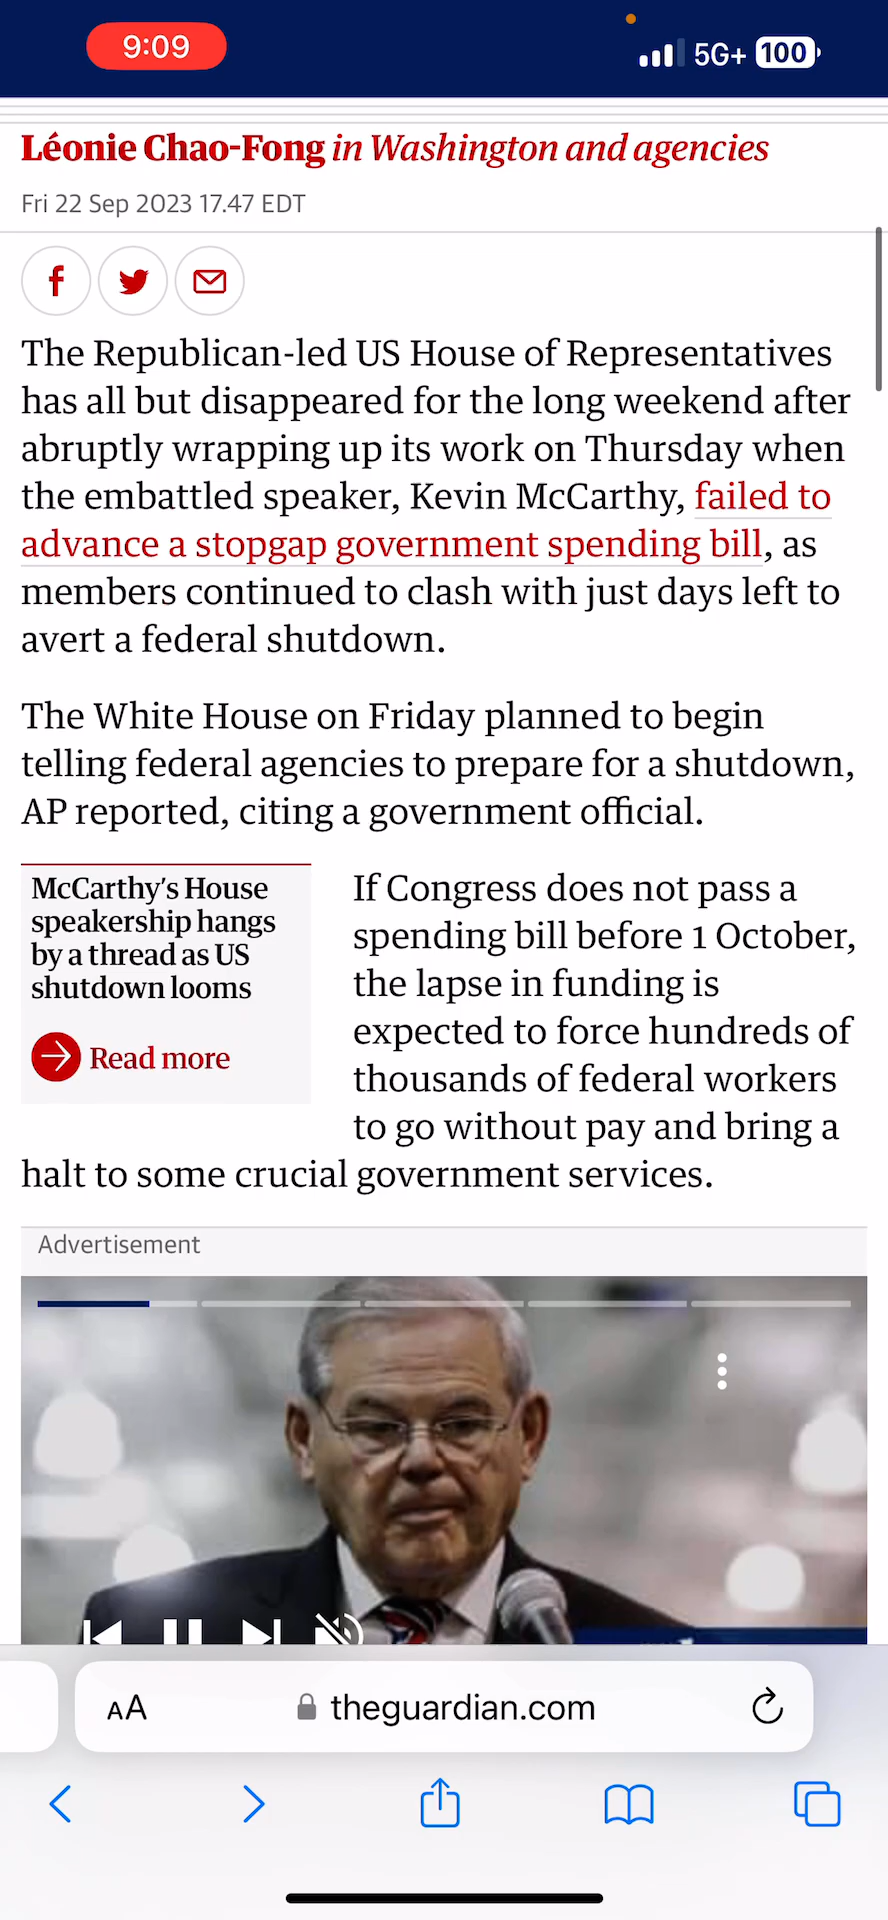 9:09
5G+ 100
Léonie Chao-Fong in Washington and agencies
Fri 22 Sep 2023 17.47 EDT
The Republican-led US House of Representatives
has all but disappeared for the long weekend after
abruptly wrapping up its work on Thursday when
the embattled speaker, Kevin McCarthy, failed to
advance a stopgap government spending bill, as
members continued to clash with just days left to
avert a federal shutdown.
The White House on Friday planned to begin
telling federal agencies to prepare for a shutdown,
AP reported, citing a government official.
McCarthy’s House
speakership hangs
by a thread as US
shutdown looms
Read more
If Congress does not pass a
spending bill before 1 October,
the lapse in funding is
expected to force hundreds of
thousands of federal workers
to go without pay and bring a
halt to some crucial government services.
Advertisement
AA
theguardian.com